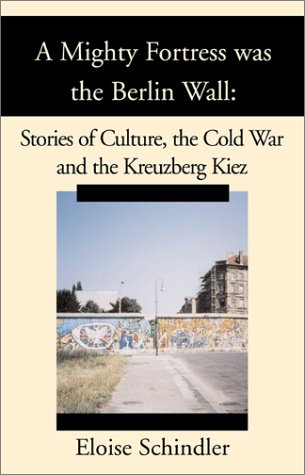 A Mighty Fortress was
the Berlin Wall:
Stories of Culture, the Cold War
and the Kreuzberg Kiez
Eloise Schindler